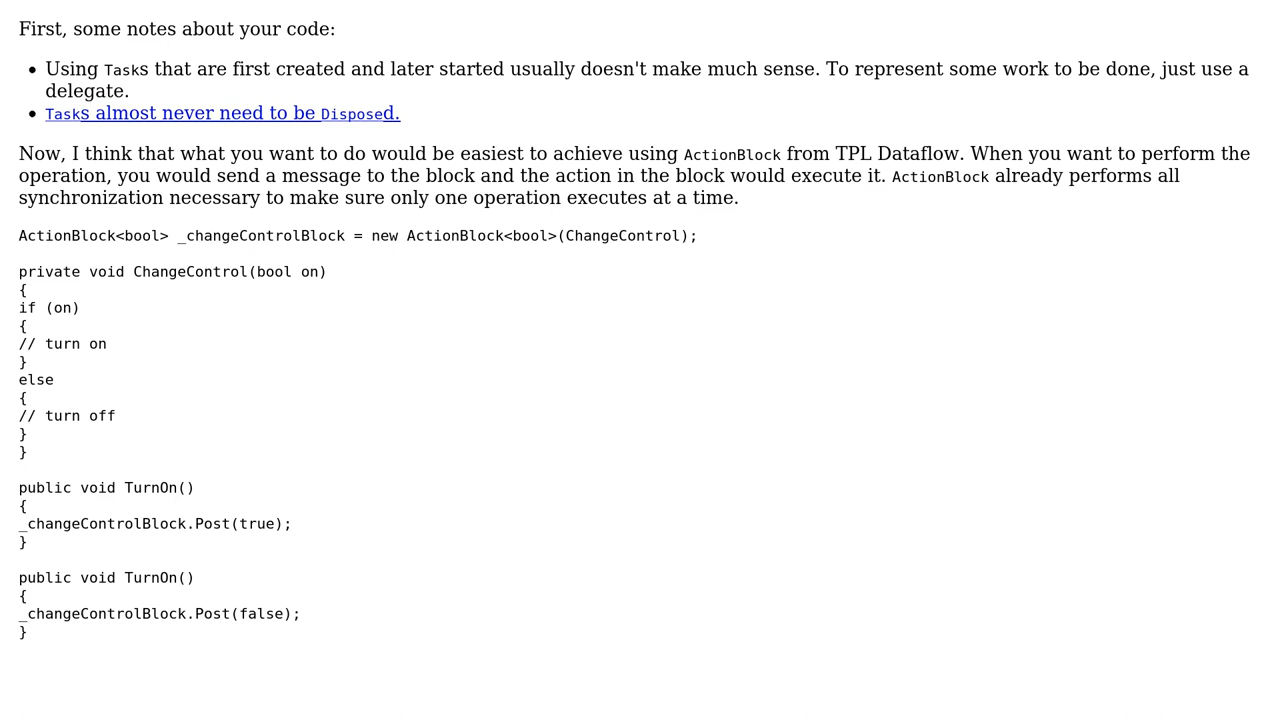 First, some notes about your code:
Using Tasks that are first created and later started usually doesn't make much sense. To represent some work to be done, just use a
delegate.
Tasks almost never need to be Disposed.
Now, I think that what you want to do would be easiest to achieve using ActionBlock from TPL Dataflow. When you want to perform the
operation, you would send a message to the block and the action in the block would execute it. ActionBlock already performs all
synchronization necessary to make sure only one operation executes at a time.
ActionBlock<bool> _changeControlBlock = new ActionBlock<bool>(ChangeControl);
private void ChangeControl(bool on)
{
if (on)
{
// turn on
}
else
{
// turn off
}
}
public void TurnOn()
{
_changeControlBlock.Post(true);
}
public void TurnOn()
{
_changeControlBlock.Post(false);
}